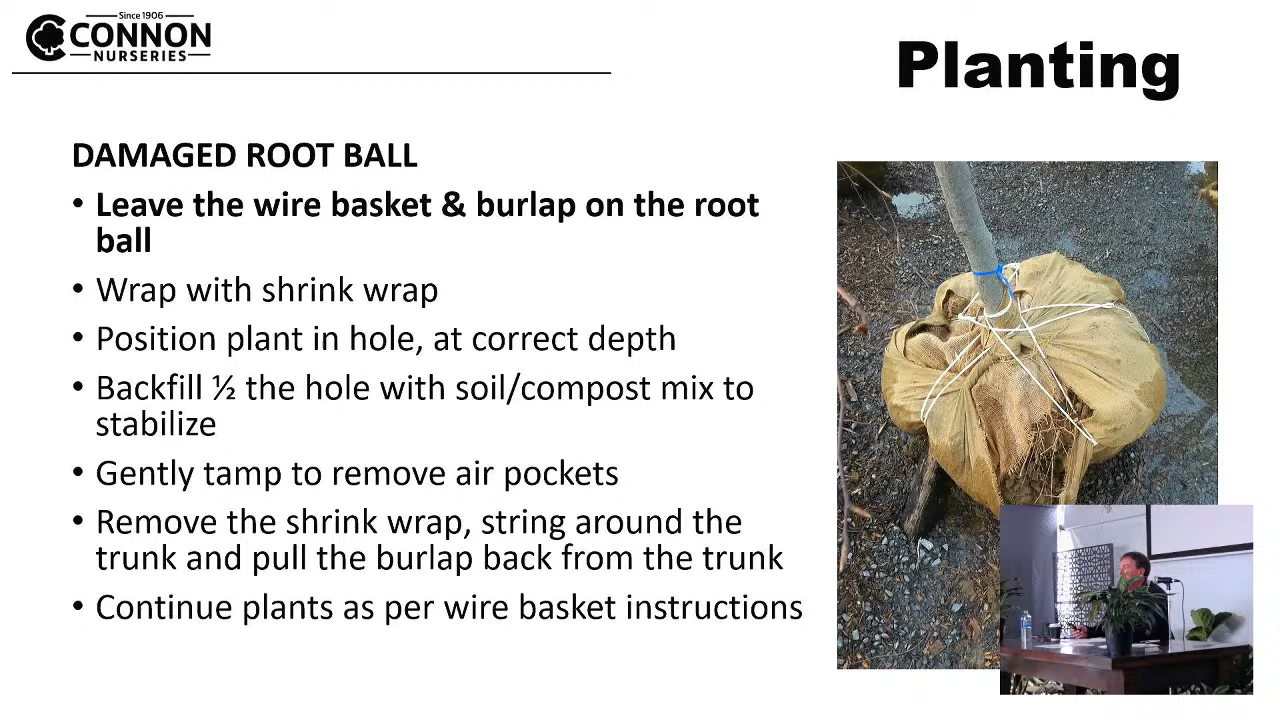 Since 1906
CONNON
NURSERIES
Planting
DAMAGED ROOT BALL
• Leave the wire basket & burlap on the root
ball
• Wrap with shrink wrap
• Position plant in hole, at correct depth
• Backfill ½ the hole with soil/compost mix to
stabilize
• Gently tamp to remove air pockets
• Remove the shrink wrap, string around the
trunk and pull the burlap back from the trunk
• Continue plants as per wire basket instructions